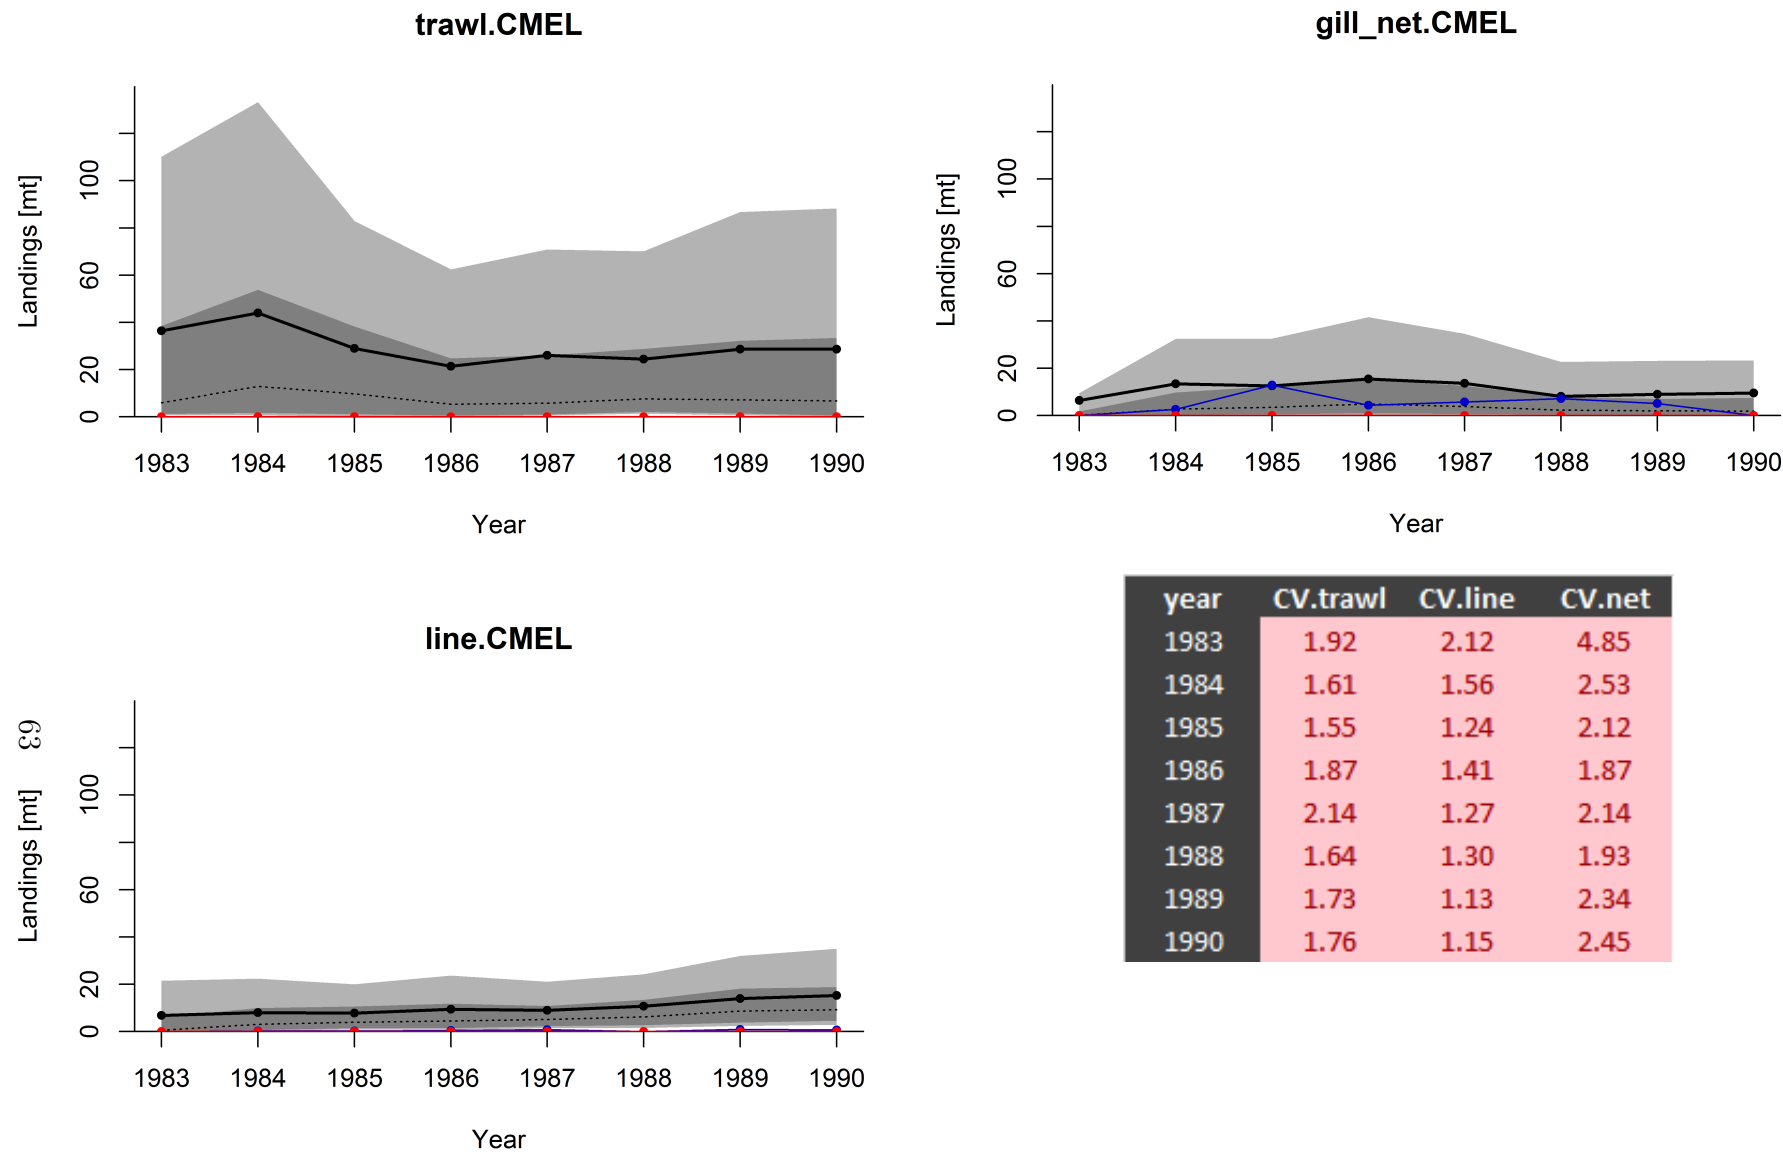 trawl.CMEL
Landings [mt]
0 20 60 100
1983 1984 1985 1986 1987 1988 1989 1990
Year
gill_net.CMEL
Landings [mt]
0 20 60 100
1983 1984 1985 1986 1987 1988 1989 1990
Year
line.CMEL
63
Landings [mt]
0 20 60 100
1983 1984 1985 1986 1987 1988 1989 1990
Year
year CV.trawl CV.line CV.net
1983 1.92 2.12 4.85
1984 1.61 1.56 2.53
1985 1.55 1.24 2.12
1986 1.87 1.41 1.87
1987 2.14 1.27 2.14
1988 1.64 1.30 1.93
1989 1.73 1.13 2.34
1990 1.76 1.15 2.45